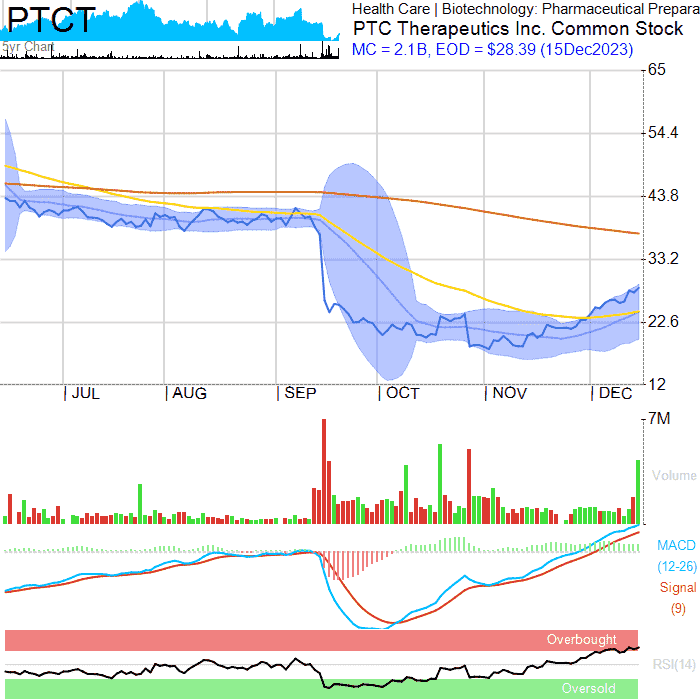 PTCT
5yr Chart
Health Care | Biotechnology: Pharmaceutical Prepara
PTC Therapeutics Inc. Common Stock
MC = 2.1B, EOD = $28.39 (15Dec2023)
65
54.4
43.8
33.2
22.6
12
JUL AUG SEP OCT NOV DEC
7M
Volume
MACD
(12-26)
Signal
(9)
Overbought
RSI(14)
Oversold